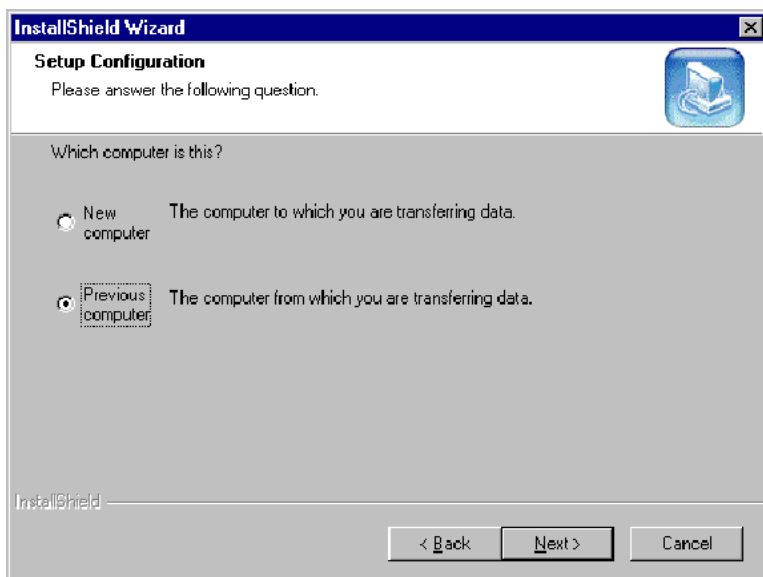 InstallShield Wizard
Setup Configuration
Please answer the following question.
Which computer is this?
New computer
The computer to which you are transferring data.
Previous computer
The computer from which you are transferring data.
InstallShield
< Back
Next >
Cancel